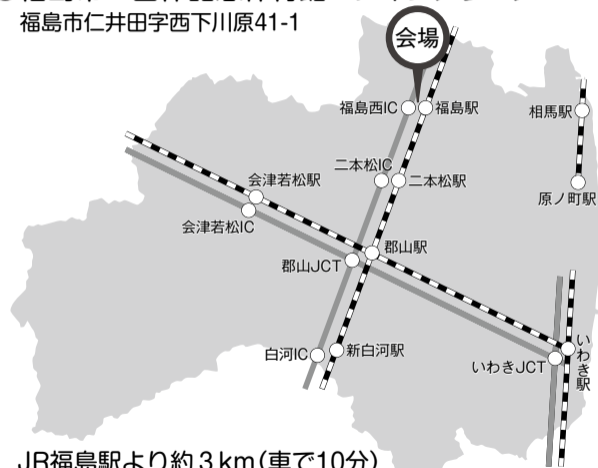 福島市仁井田字西下川原41-1
会場
福島西IC
福島駅
相馬駅
二本松IC
二本松駅
会津若松駅
原ノ町駅
会津若松IC
郡山駅
郡山JCT
白河IC
新白河駅
いわきJCT
いわき駅
JR福島駅より約3km(車で10分)